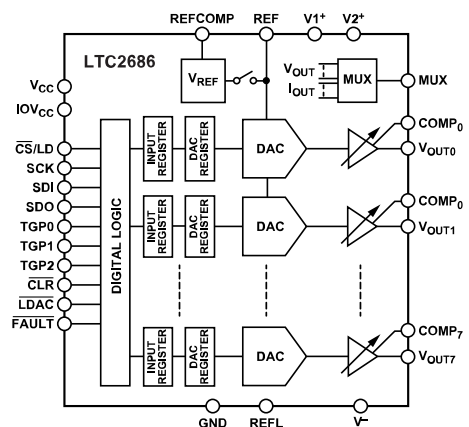 REFCOMP REF V1+ V2+
LTC2686
VREF
VOUT
IOUT
MUX
MUX
VCC
IOVCC
CS/LD
SCK
SDI
SDO
TGP0
TGP1
TGP2
CLR
LDAC
FAULT
DIGITAL LOGIC
INPUT REGISTER
DAC REGISTER
DAC
COMP0
VOUT0
INPUT REGISTER
DAC REGISTER
DAC
COMP0
VOUT1
INPUT REGISTER
DAC REGISTER
DAC
COMP7
VOUT7
GND REFL V–